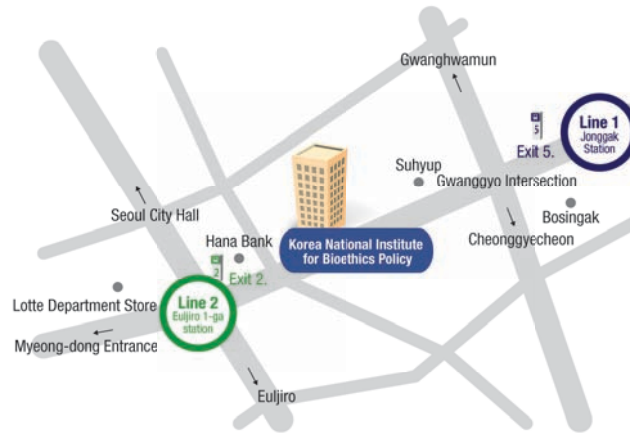 Gwanghwamun
Line 1
Jonggak
Station
5
Exit 5.
Suhyup
Gwanggyo Intersection
Bosingak
Cheonggyecheon
Seoul City Hall
Hana Bank
Korea National Institute
for Bioethics Policy
2
Exit 2.
Lotte Department Store
Line 2
Euljiro 1-ga
station
Myeong-dong Entrance
Euljiro